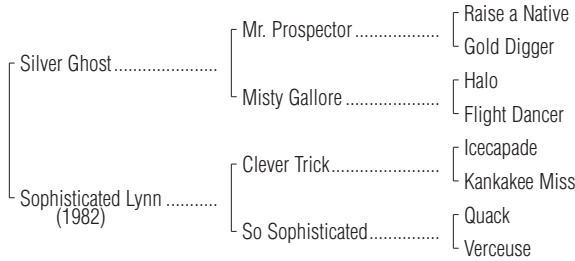 Raise a Native
Mr. Prospector ....................
Gold Digger
Silver Ghost ........................
Halo
Misty Gallore ......................
Flight Dancer
Icecapade
Clever Trick.........................
Kankakee Miss
Sophisticated Lynn ............
(1982)
Quack
So Sophisticated.................
Verceuse